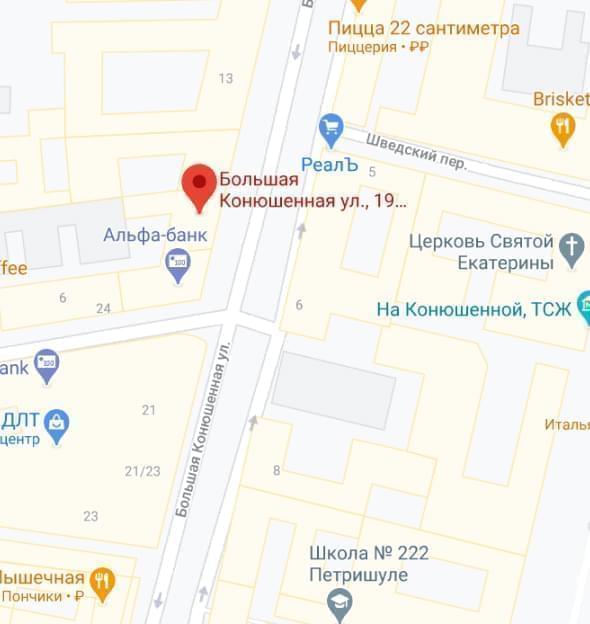 Пицца 22 сантиметра
Пиццерия • ₽₽
13
Brisket
Шведский пер.
РеалЪ
5
Большая
Конюшенная ул., 19...
Альфа-банк
Церковь Святой
Екатерины
ffee
6
24
6
На Конюшенной, ТСЖ
ank
Большая Конюшенная ул.
ДЛТ
центр
21
Италья
21/23
8
23
Школа № 222
Петришуле
Пышечная
Пончики • ₽